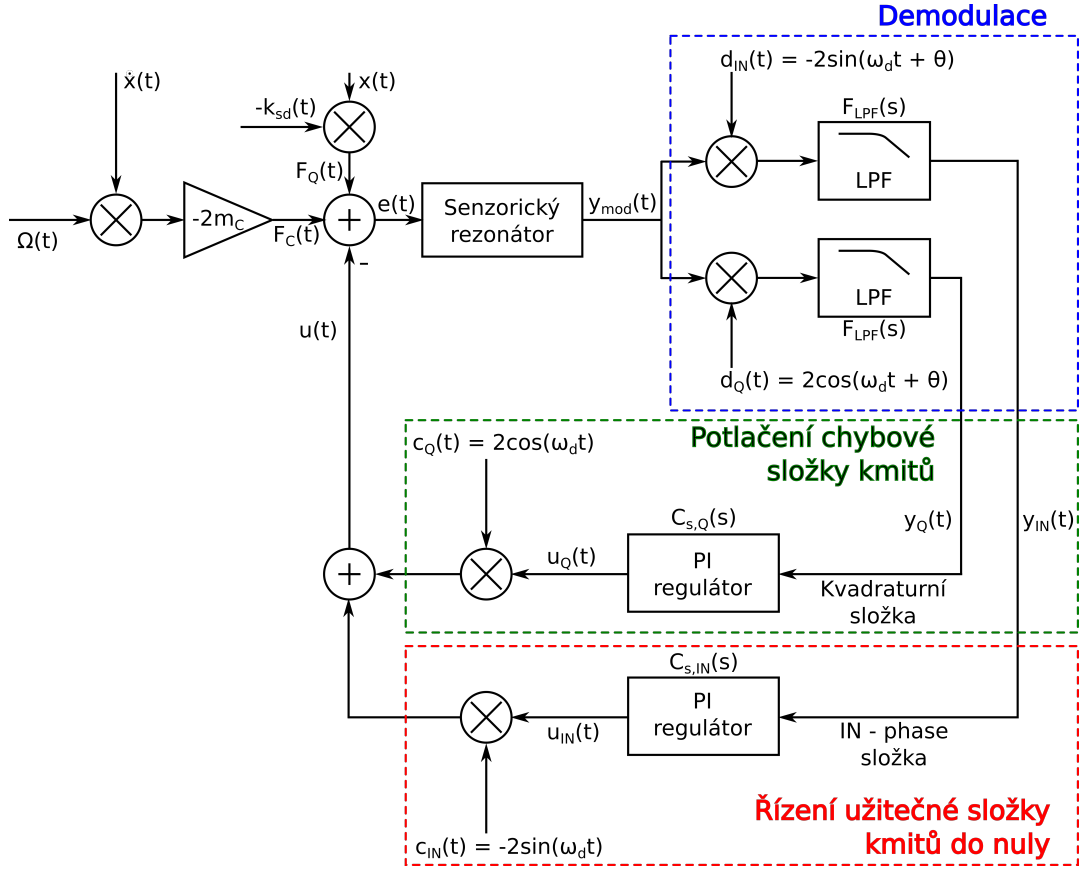 Demodulace
ẋ(t)
x(t)
d_IN(t) = -2sin(ω_dt + θ)
-k_sd(t)
F_LPF(s)
LPF
F_Q(t)
-2m_C
e(t)
Senzorický
rezonátor
y_mod(t)
Ω(t)
F_C(t)
+
-
LPF
F_LPF(s)
u(t)
d_Q(t) = 2cos(ω_dt + θ)
c_Q(t) = 2cos(ω_dt)
Potlačení chybové
složky kmitů
C_s,Q(s)
y_Q(t)
y_IN(t)
u_Q(t)
PI
regulátor
+
Kvadraturní
složka
C_s,IN(s)
PI
regulátor
u_IN(t)
IN - phase
složka
Řízení užitečné složky
kmitů do nuly
c_IN(t) = -2sin(ω_dt)